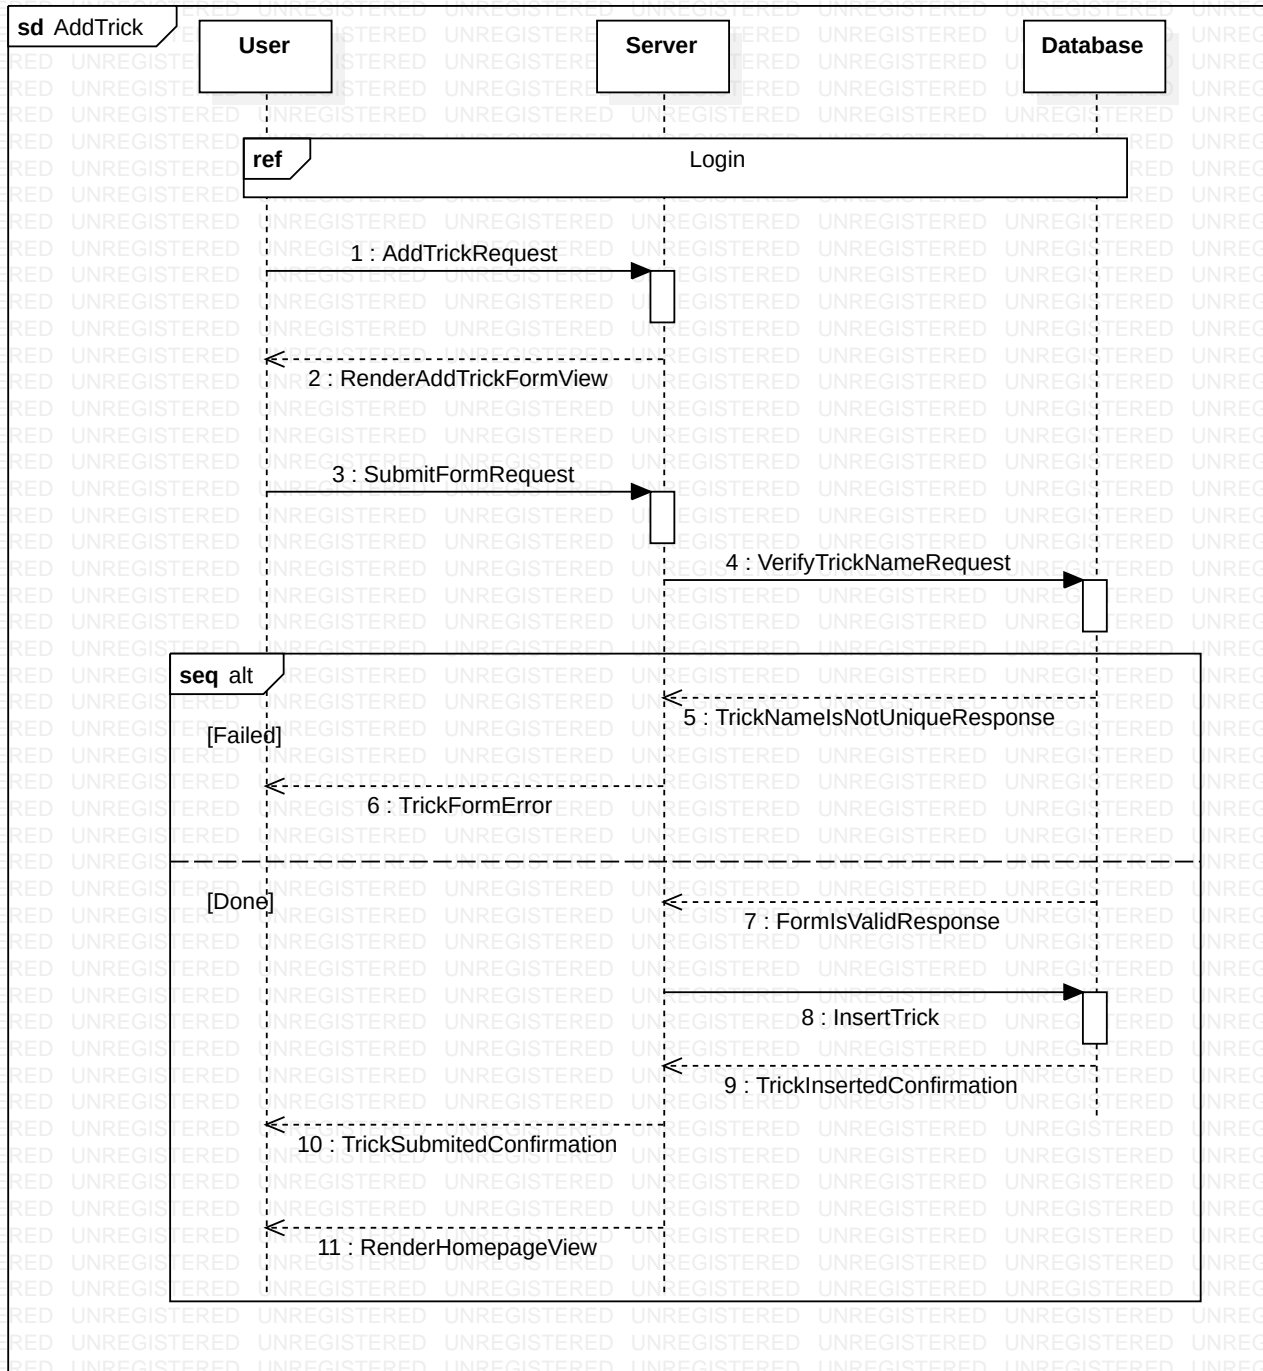 sd AddTrick
User
Server
Database
ref
Login
1 : AddTrickRequest
2 : RenderAddTrickFormView
3 : SubmitFormRequest
4 : VerifyTrickNameRequest
seq alt
5 : TrickNameIsNotUniqueResponse
[Failed]
6 : TrickFormError
[Done]
7 : FormIsValidResponse
8 : InsertTrick
9 : TrickInsertedConfirmation
10 : TrickSubmitedConfirmation
11 : RenderHomepageView
UNREGISTERED